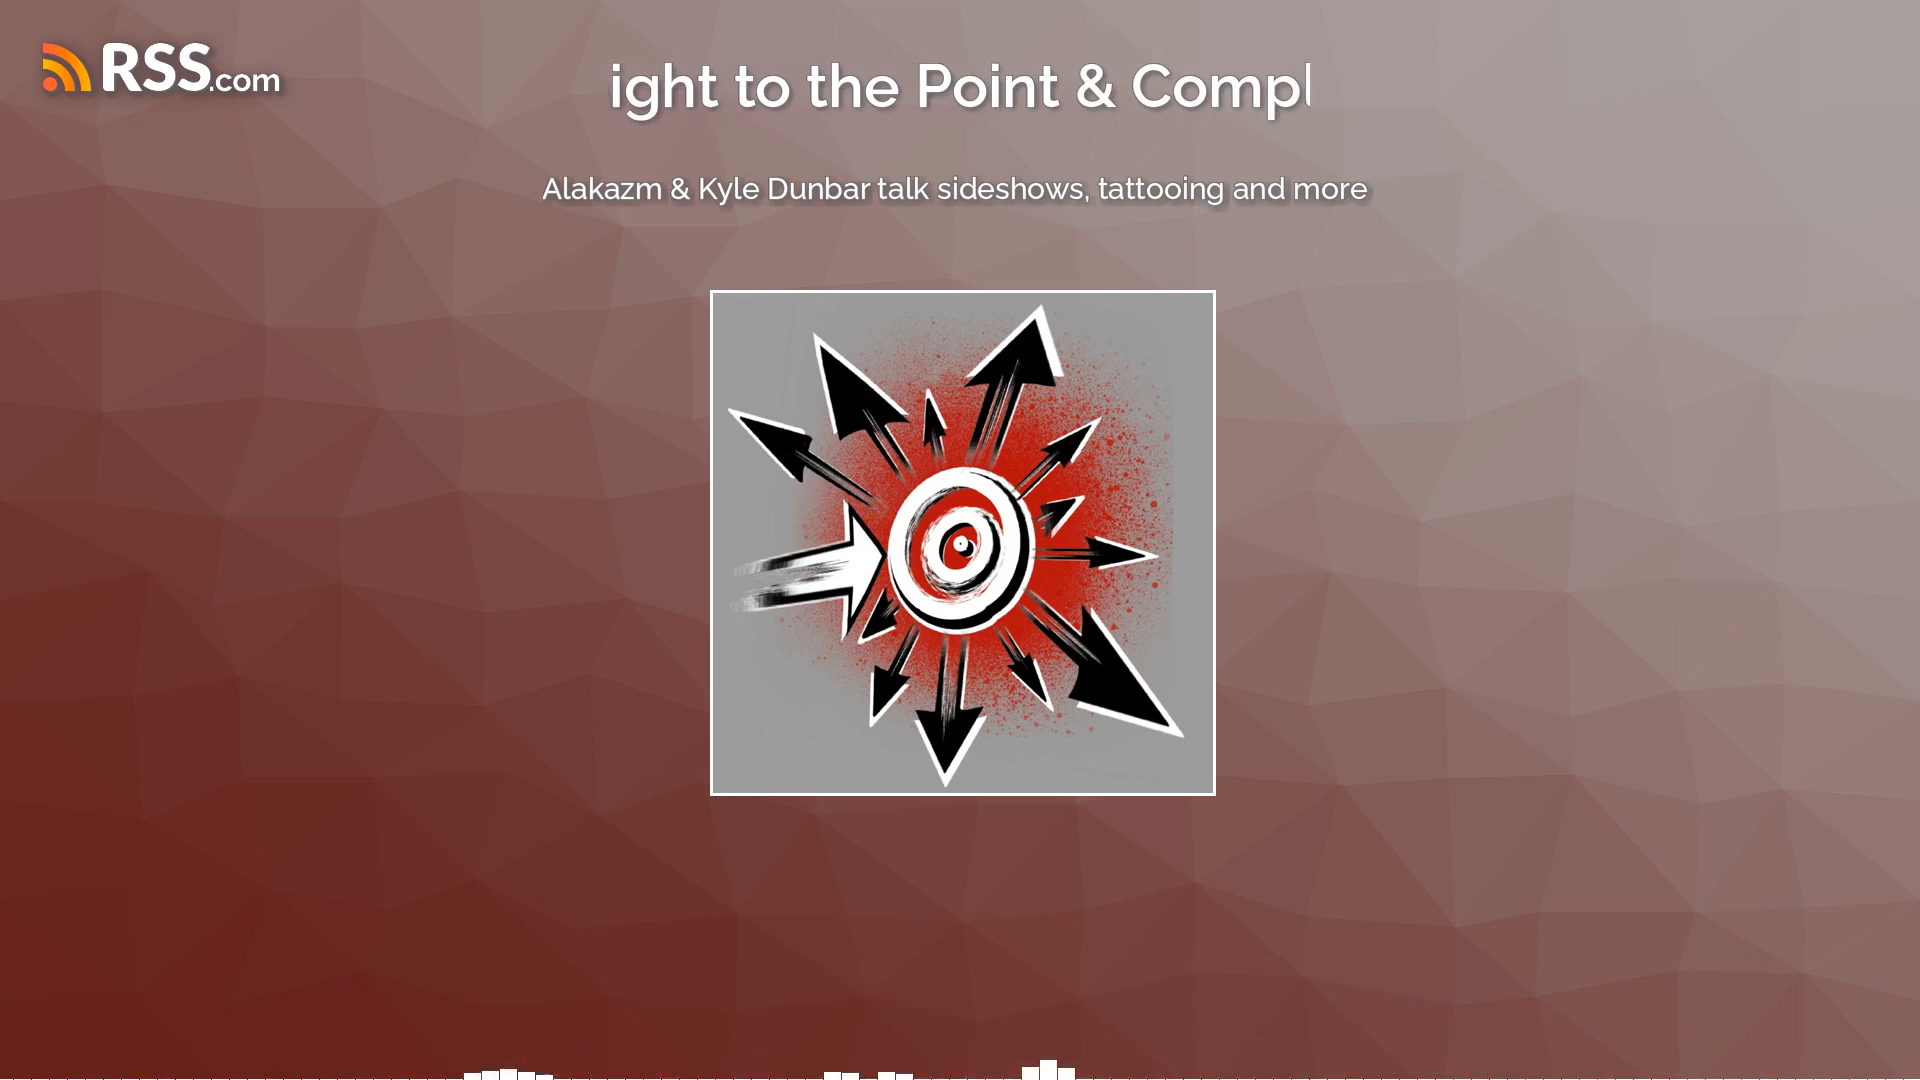 RSS.com
ight to the Point & Compl
Alakazm & Kyle Dunbar talk sideshows, tattooing and more